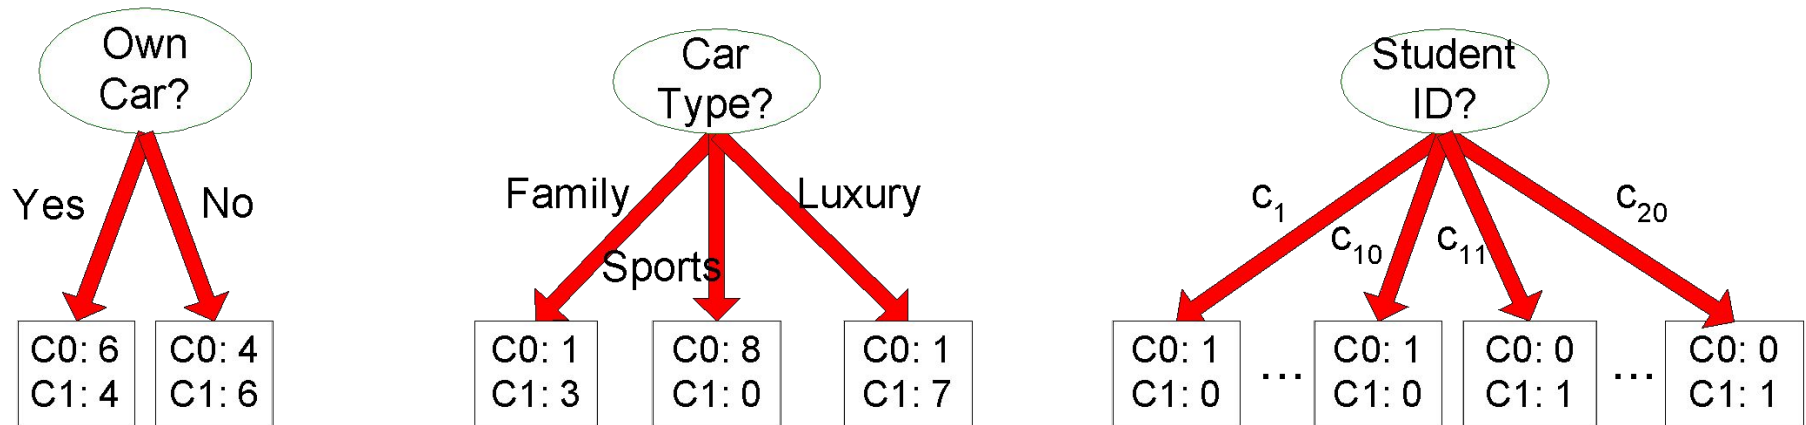 Own
Car?
Yes
No
C0: 6
C1: 4
C0: 4
C1: 6
Car
Type?
Family
Sports
Luxury
C0: 1
C1: 3
C0: 8
C1: 0
C0: 1
C1: 7
Student
ID?
c1
c10
c11
c20
C0: 1
C1: 0
...
C0: 1
C1: 0
C0: 0
C1: 1
...
C0: 0
C1: 1